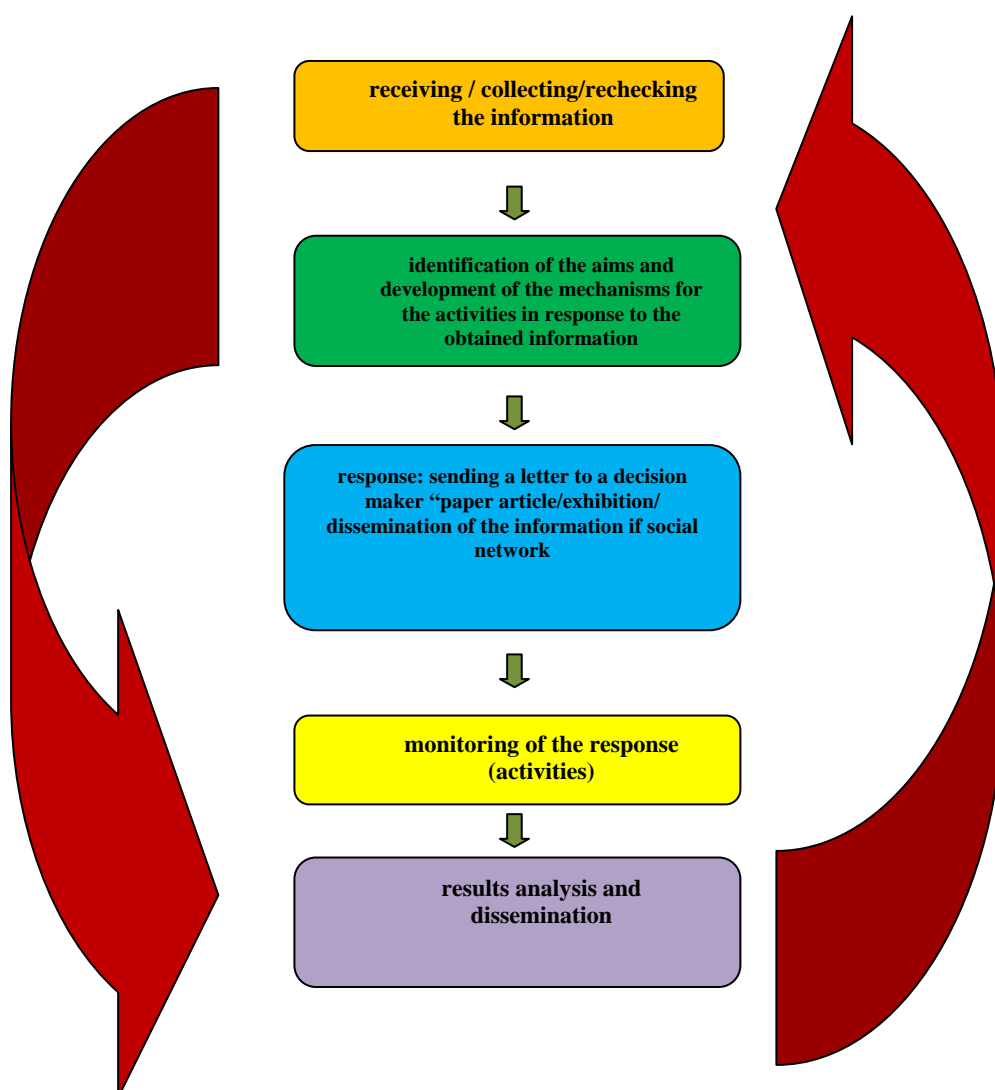 receiving / collecting/rechecking
the information
identification of the aims and
development of the mechanisms for
the activities in response to the
obtained information
response: sending a letter to a decision
maker “paper article/exhibition/
dissemination of the information if social
network
monitoring of the response
(activities)
results analysis and
dissemination